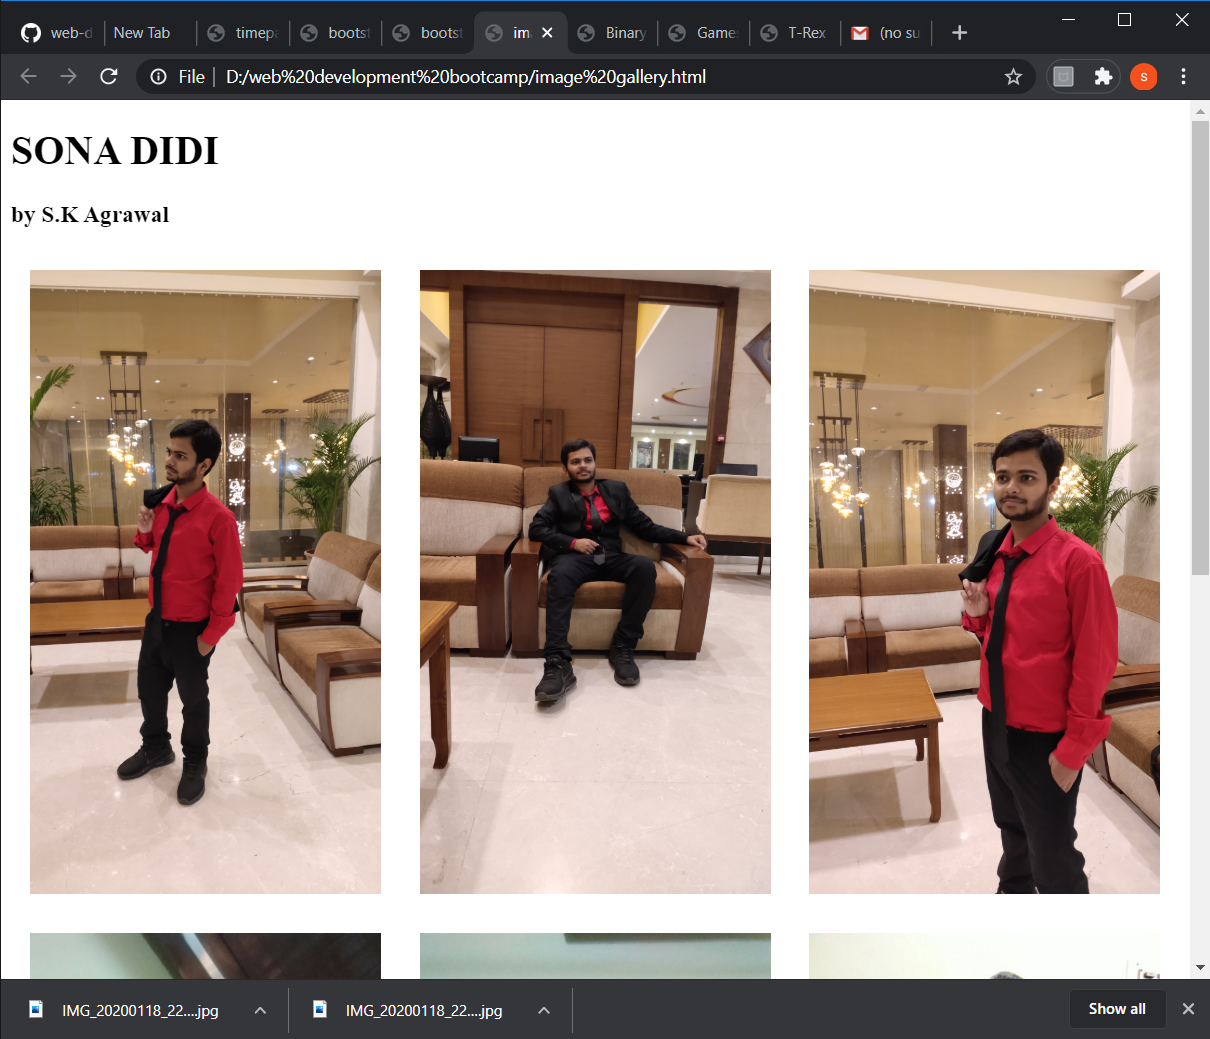 web-d
New Tab
timepa
bootst
bootst
im
Binary
Game
T-Rex
(no su
File
D:/web%20development%20bootcamp/image%20gallery.html
s
SONA DIDI
by S.K Agrawal
IMG_20200118_22....jpg
IMG_20200118_22....jpg
Show all